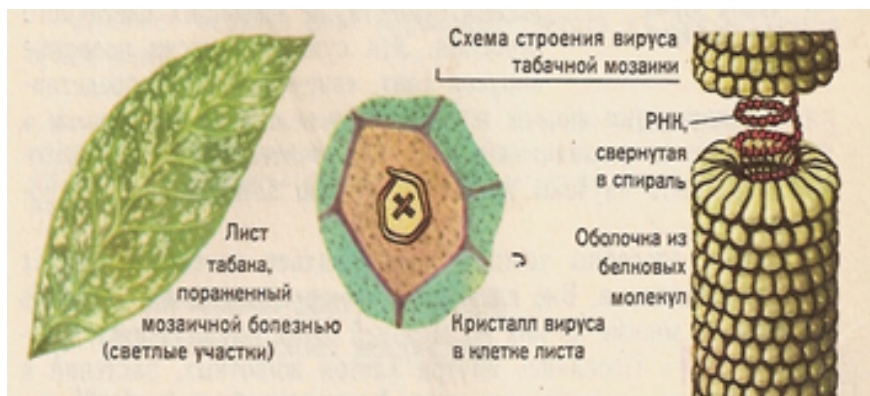 Схема строения вируса
табачной мозаики
РНК,
свернутая
в спираль
Лист
табака,
пораженный
мозаичной болезнью
(светлые участки)
Оболочка из
белковых
молекул
Кристалл вируса
в клетке листа